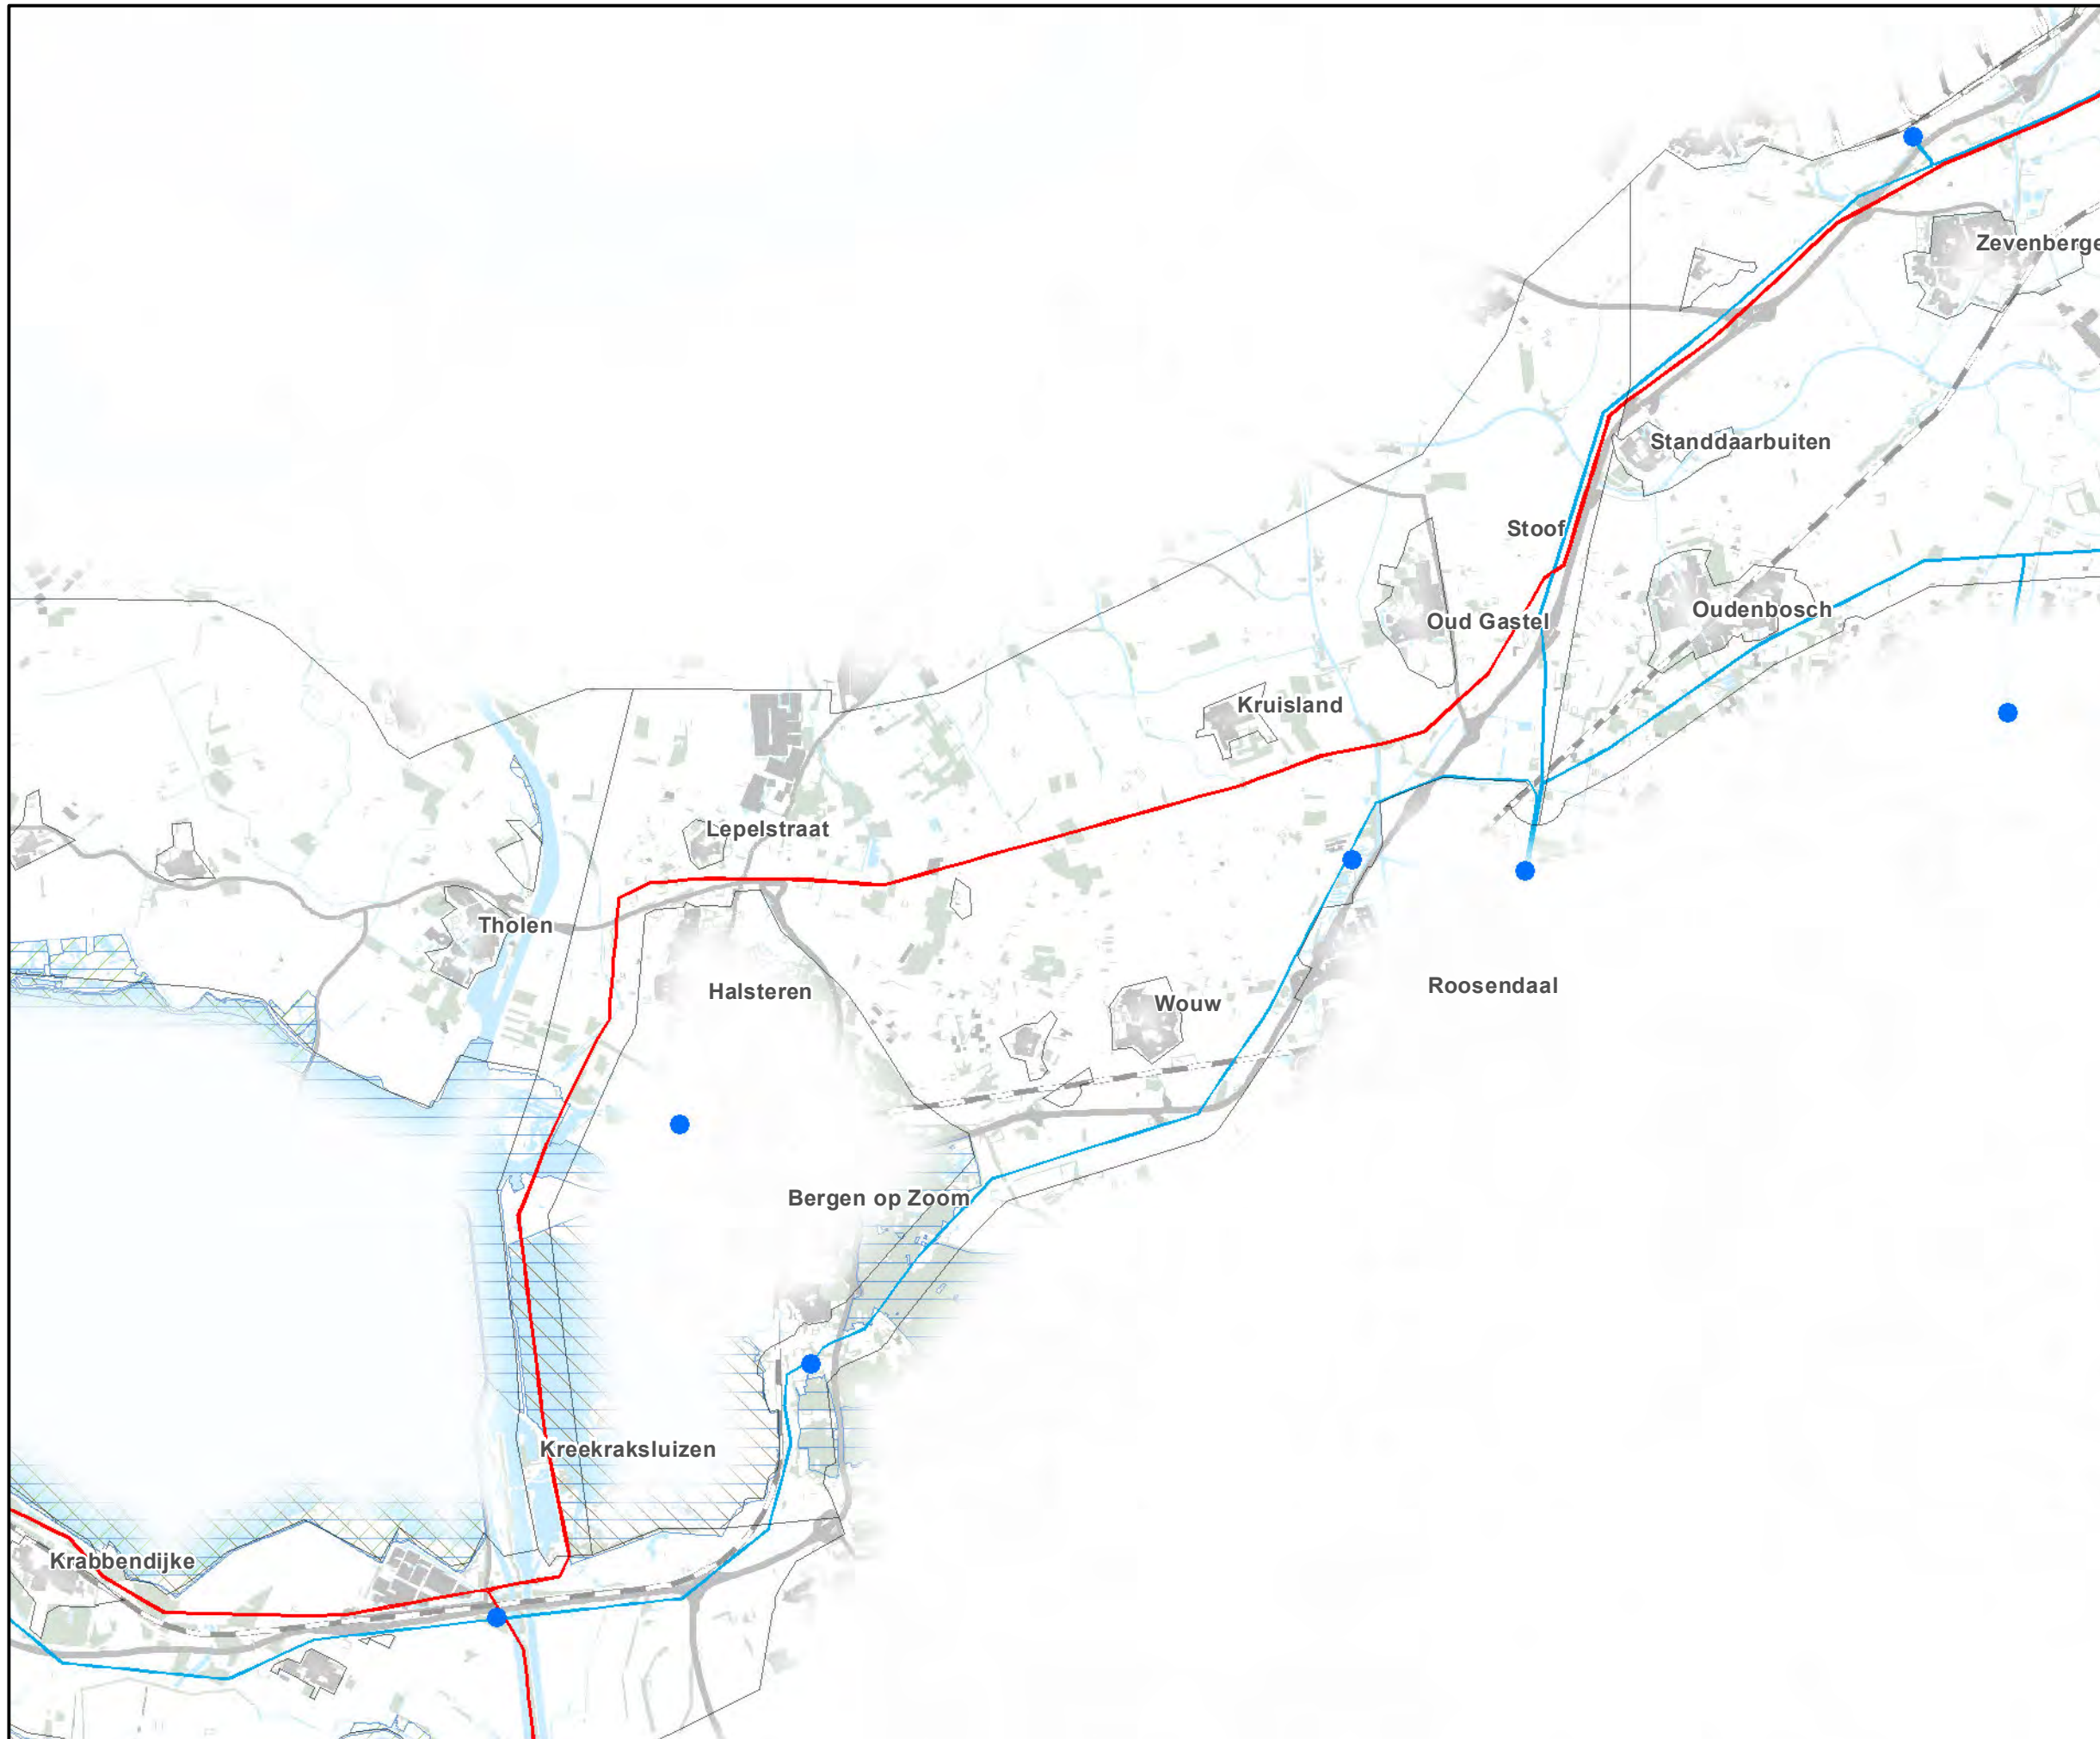 Zevenberge
Standdaarbuiten
Stoof
Oudenbosch
Oud Gastel
Kruisland
Lepelstraat
Tholen
Halsteren
Roosendaal
Wouw
Bergen op Zoom
Kreekraksluizen
Krabbendijke